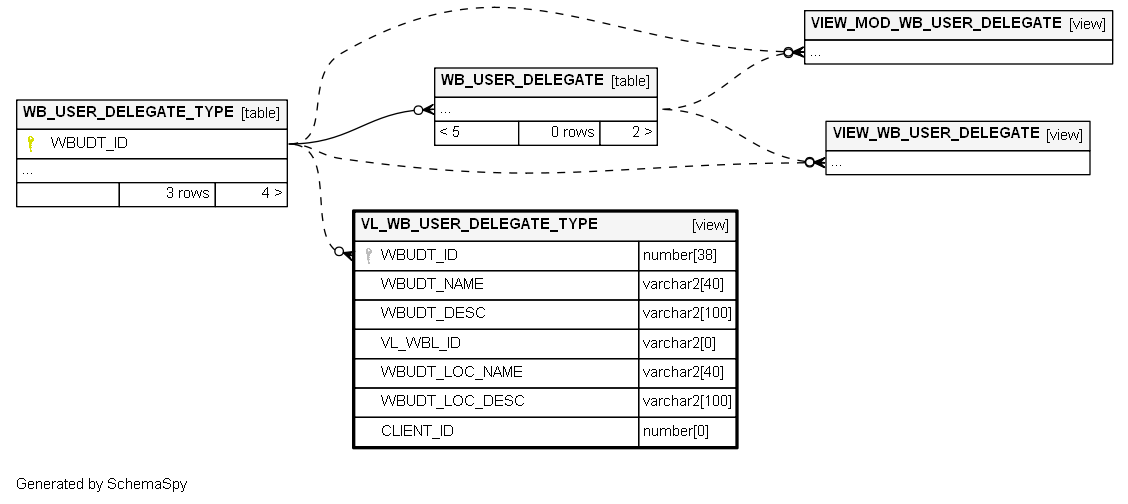 VIEW_MOD_WB_USER_DELEGATE [view]
...
WB_USER_DELEGATE [table]
...
< 5 0 rows 2 >
WB_USER_DELEGATE_TYPE [table]
WBUDT_ID
...
3 rows 4 >
VIEW_WB_USER_DELEGATE [view]
...
VL_WB_USER_DELEGATE_TYPE [view]
WBUDT_ID number[38]
WBUDT_NAME varchar2[40]
WBUDT_DESC varchar2[100]
VL_WBL_ID varchar2[0]
WBUDT_LOC_NAME varchar2[40]
WBUDT_LOC_DESC varchar2[100]
CLIENT_ID number[0]
Generated by SchemaSpy